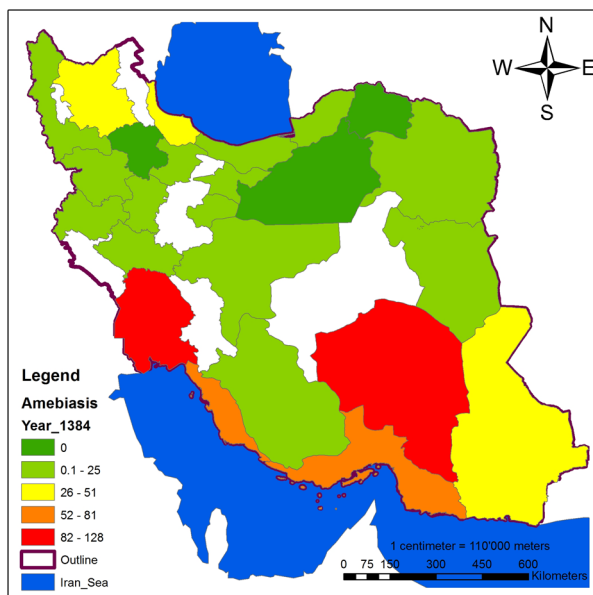 N
W E
S
Legend
Amebiasis
Year_1384
0
0.1 - 25
26 - 51
52 - 81
82 - 128
Outline
Iran_Sea
1 centimeter = 110'000 meters
0 75 150 300 450 600
Kilometers